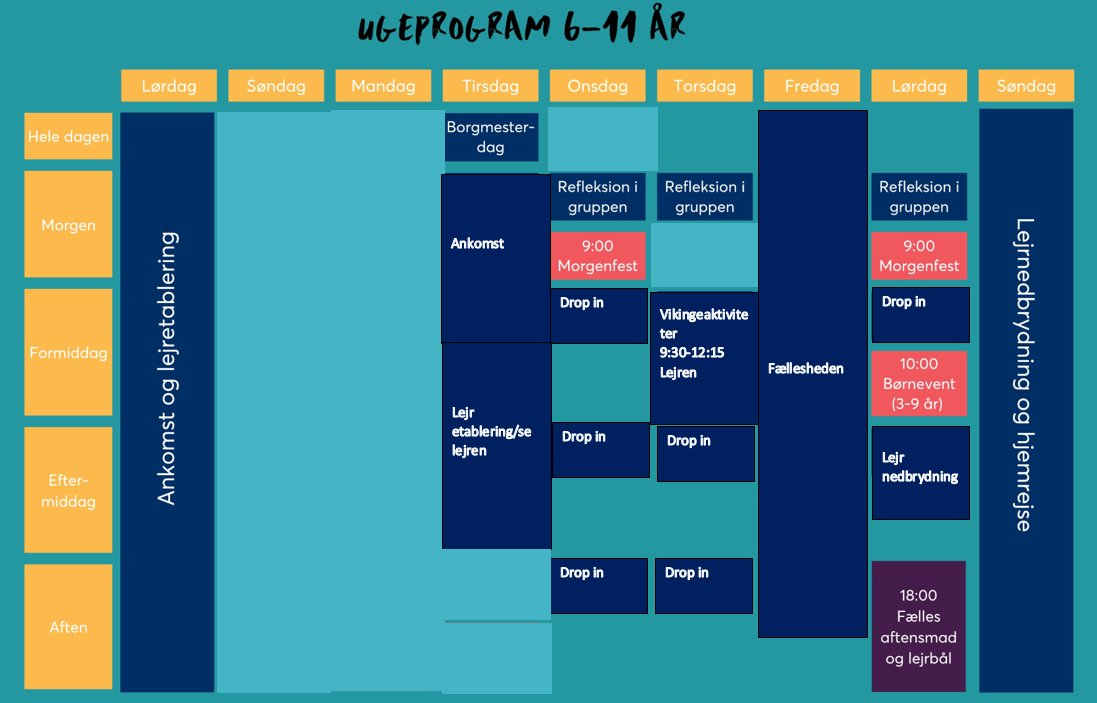 UGEPROGRAM 6-11 ÅR
Lørdag
Søndag
Mandag
Tirsdag
Onsdag
Torsdag
Fredag
Lørdag
Søndag
Hele dagen
Borgmester-
dag
Morgen
Ankomst
Refleksion i
gruppen
Refleksion i
gruppen
Refleksion i
gruppen
9:00
Morgenfest
9:00
Morgenfest
Formiddag
Drop in
Vikingeaktivite
ter
9:30-12:15
Lejren
Drop in
10:00
Børnevent
(3-9 år)
Fællesheden
Ankomst og lejretablering
Lejrnedbrydning og hjemrejse
Efter-
middag
Lejr
etablering/se
lejren
Drop in
Drop in
Lejr
nedbrydning
Aften
Drop in
Drop in
18:00
Fælles
aftensmad
og lejrbål